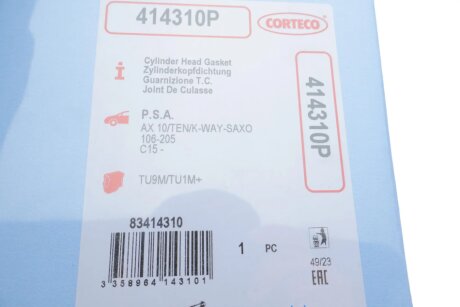 414310P
CORTECO
Cylinder Head Gasket
Zylinderkopfdichtung
Guarnizione T.C.
Joint De Culasse
414310P
P.S.A.
AX 10/TEN/K-WAY-SAXO
106-205
C15 -
TU9M/TU1M+
83414310
1 PC
3 358964 143101
49/23
EAC